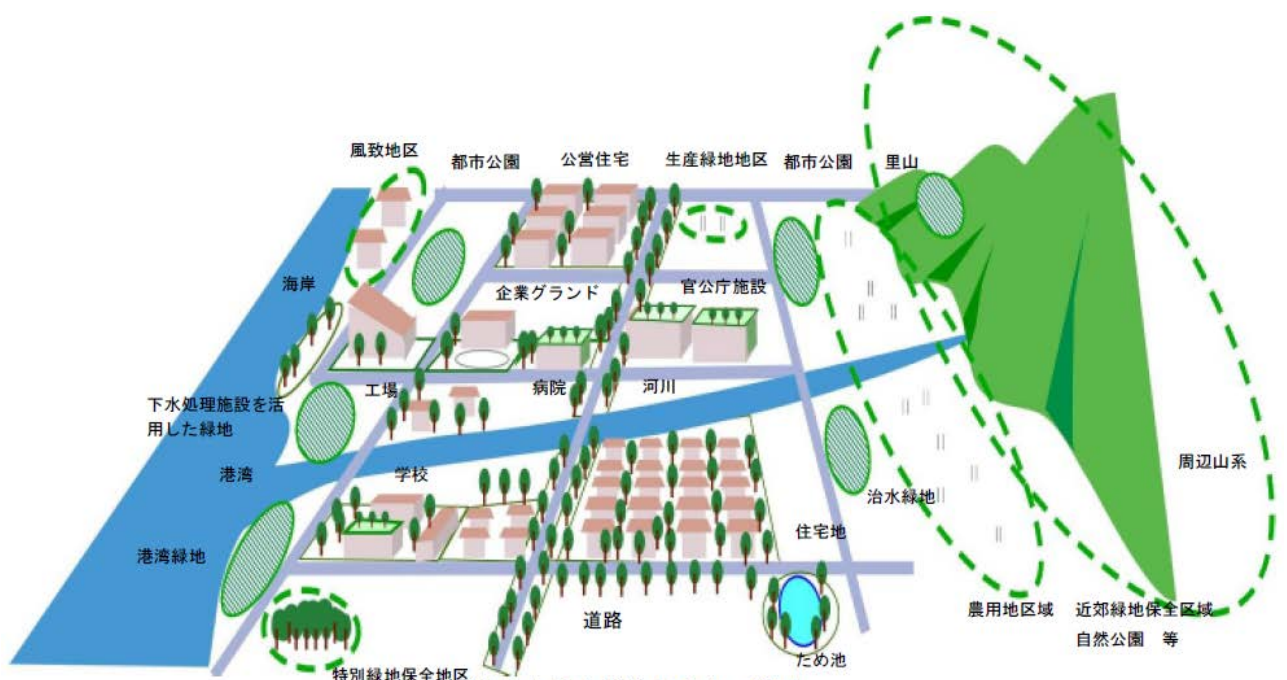 風致地区
都市公園
公営住宅
生産緑地地区
都市公園
里山
海岸
企業グランド
官公庁施設
工場
病院
河川
下水処理施設を活
用した緑地
港湾
学校
周辺山系
治水緑地
住宅地
港湾緑地
道路
農用地区域
近郊緑地保全区域
自然公園　等
ため池
特別緑地保全地区